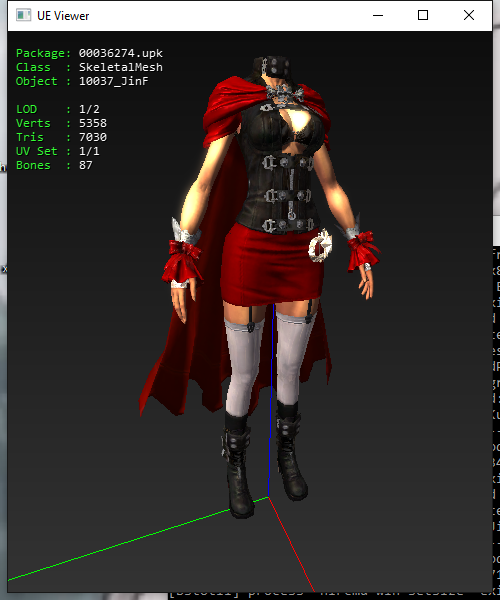 UE Viewer
Package: 00036274.upk
Class : SkeletalMesh
Object : 10037_JinF
LOD : 1/2
Verts : 5358
Tris : 7030
UV Set : 1/1
Bones : 87